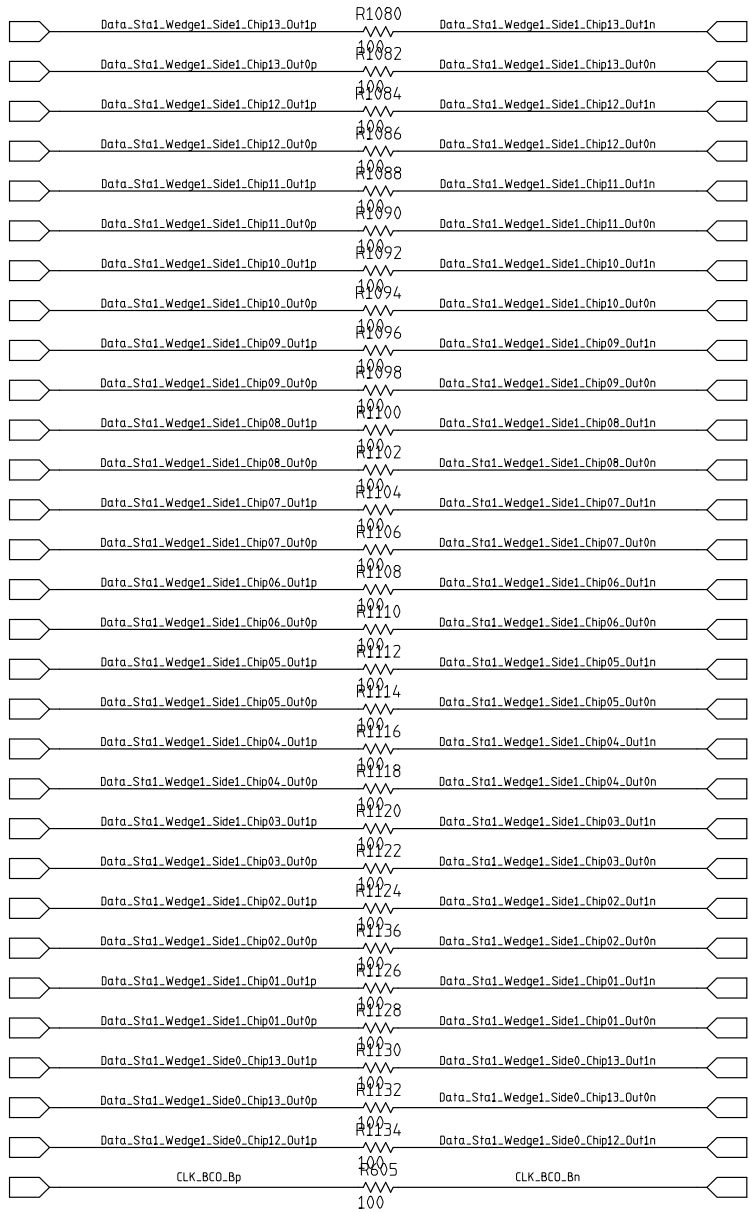 R1080
Data_Sta1_Wedge1_Side1_Chip13_Out1p Data_Sta1_Wedge1_Side1_Chip13_Out1n
100
R1082
Data_Sta1_Wedge1_Side1_Chip13_Out0p Data_Sta1_Wedge1_Side1_Chip13_Out0n
100
R1084
Data_Sta1_Wedge1_Side1_Chip12_Out1p Data_Sta1_Wedge1_Side1_Chip12_Out1n
100
R1086
Data_Sta1_Wedge1_Side1_Chip12_Out0p Data_Sta1_Wedge1_Side1_Chip12_Out0n
100
R1088
Data_Sta1_Wedge1_Side1_Chip11_Out1p Data_Sta1_Wedge1_Side1_Chip11_Out1n
100
R1090
Data_Sta1_Wedge1_Side1_Chip11_Out0p Data_Sta1_Wedge1_Side1_Chip11_Out0n
100
R1092
Data_Sta1_Wedge1_Side1_Chip10_Out1p Data_Sta1_Wedge1_Side1_Chip10_Out1n
100
R1094
Data_Sta1_Wedge1_Side1_Chip10_Out0p Data_Sta1_Wedge1_Side1_Chip10_Out0n
100
R1096
Data_Sta1_Wedge1_Side1_Chip09_Out1p Data_Sta1_Wedge1_Side1_Chip09_Out1n
100
R1098
Data_Sta1_Wedge1_Side1_Chip09_Out0p Data_Sta1_Wedge1_Side1_Chip09_Out0n
100
R1100
Data_Sta1_Wedge1_Side1_Chip08_Out1p Data_Sta1_Wedge1_Side1_Chip08_Out1n
100
R1102
Data_Sta1_Wedge1_Side1_Chip08_Out0p Data_Sta1_Wedge1_Side1_Chip08_Out0n
100
R1104
Data_Sta1_Wedge1_Side1_Chip07_Out1p Data_Sta1_Wedge1_Side1_Chip07_Out1n
100
R1106
Data_Sta1_Wedge1_Side1_Chip07_Out0p Data_Sta1_Wedge1_Side1_Chip07_Out0n
100
R1108
Data_Sta1_Wedge1_Side1_Chip06_Out1p Data_Sta1_Wedge1_Side1_Chip06_Out1n
100
R1110
Data_Sta1_Wedge1_Side1_Chip06_Out0p Data_Sta1_Wedge1_Side1_Chip06_Out0n
100
R1112
Data_Sta1_Wedge1_Side1_Chip05_Out1p Data_Sta1_Wedge1_Side1_Chip05_Out1n
100
R1114
Data_Sta1_Wedge1_Side1_Chip05_Out0p Data_Sta1_Wedge1_Side1_Chip05_Out0n
100
R1116
Data_Sta1_Wedge1_Side1_Chip04_Out1p Data_Sta1_Wedge1_Side1_Chip04_Out1n
100
R1118
Data_Sta1_Wedge1_Side1_Chip04_Out0p Data_Sta1_Wedge1_Side1_Chip04_Out0n
100
R1120
Data_Sta1_Wedge1_Side1_Chip03_Out1p Data_Sta1_Wedge1_Side1_Chip03_Out1n
100
R1122
Data_Sta1_Wedge1_Side1_Chip03_Out0p Data_Sta1_Wedge1_Side1_Chip03_Out0n
100
R1124
Data_Sta1_Wedge1_Side1_Chip02_Out1p Data_Sta1_Wedge1_Side1_Chip02_Out1n
100
R1136
Data_Sta1_Wedge1_Side1_Chip02_Out0p Data_Sta1_Wedge1_Side1_Chip02_Out0n
100
R1126
Data_Sta1_Wedge1_Side1_Chip01_Out1p Data_Sta1_Wedge1_Side1_Chip01_Out1n
100
R1128
Data_Sta1_Wedge1_Side1_Chip01_Out0p Data_Sta1_Wedge1_Side1_Chip01_Out0n
100
R1130
Data_Sta1_Wedge1_Side0_Chip13_Out1p Data_Sta1_Wedge1_Side0_Chip13_Out1n
100
R1132
Data_Sta1_Wedge1_Side0_Chip13_Out0p Data_Sta1_Wedge1_Side0_Chip13_Out0n
100
R1134
Data_Sta1_Wedge1_Side0_Chip12_Out1p Data_Sta1_Wedge1_Side0_Chip12_Out1n
100
R605
CLK_BCO_Bp CLK_BCO_Bn
100